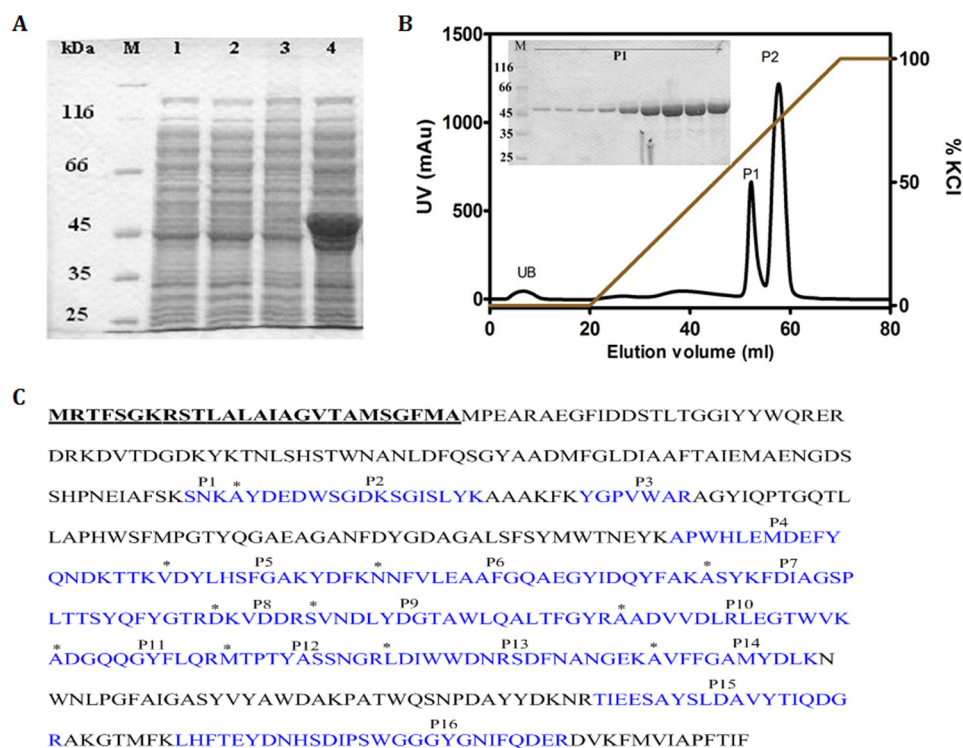 A
kDa M 1 2 3 4
116
66
45
35
25
B
1500
1000
500
0
UV (mAu)
M
P1
116
66
45
35
25
UB
P1
P2
100
50
0
% KCl
0 20 40 60 80
Elution volume (ml)
C
MRTFSGKRSTLALAIAGVTAMSGFMAMPEARAEGFIDDSTLTGGIYYWQRER
DRKDVTDGDKYKTNLSHSTWNANLDFQSGYAADMFGLDIAAFTAIEMAENGDS
P1 * P2 P3
SHPNEIAFSKSNKAYDEDWSGDKSGISLYKAAAKFKYGPVWARAGYIQPTGQTL
P4
LAPHWSFMPGTYQGAEAGANFDYGDAGALSFSYMWTNEYKAPWHLEMDEFY
* P5 * P6 * P7
QNDKTTKVDYLHSFGAKYDFKNNFVLEAAFGQAEGYIDQYFAKASYKFDIAGSP
* P8 * P9 * P10
LTTSYQFYGTRDKVDDRSVNDLYDGTAWLQALTFGYRAADVVDLRLEGTWVK
* P11 * P12 * P13 * P14
ADGQQGYFLQRMTPTYASSNGRLDIWWDNRSDFNANGEKAVFFGAMYDLKN
P15
WNLPGFAIGASYVYAWDAKPATWQSNPDAYYDKNRTIEESAYSLDAVYTIQDG
P16
RAKGTMFKLHFTEYDNHSDIPSWGGGYGNIFQDERDVKFMVIAPFTIF